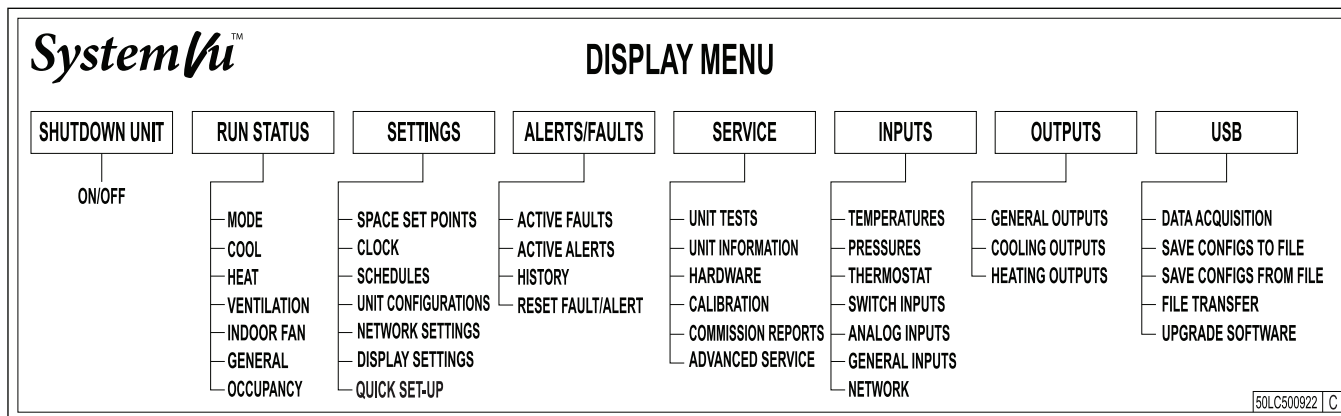 SystemVu™
DISPLAY MENU
SHUTDOWN UNIT
ON/OFF
RUN STATUS
MODE
COOL
HEAT
VENTILATION
INDOOR FAN
GENERAL
OCCUPANCY
SETTINGS
SPACE SET POINTS
CLOCK
SCHEDULES
UNIT CONFIGURATIONS
NETWORK SETTINGS
DISPLAY SETTINGS
QUICK SET-UP
ALERTS/FAULTS
ACTIVE FAULTS
ACTIVE ALERTS
HISTORY
RESET FAULT/ALERT
SERVICE
UNIT TESTS
UNIT INFORMATION
HARDWARE
CALIBRATION
COMMISSION REPORTS
ADVANCED SERVICE
INPUTS
TEMPERATURES
PRESSURES
THERMOSTAT
SWITCH INPUTS
ANALOG INPUTS
GENERAL INPUTS
NETWORK
OUTPUTS
GENERAL OUTPUTS
COOLING OUTPUTS
HEATING OUTPUTS
USB
DATA ACQUISITION
SAVE CONFIGS TO FILE
SAVE CONFIGS FROM FILE
FILE TRANSFER
UPGRADE SOFTWARE
50LC500922 C